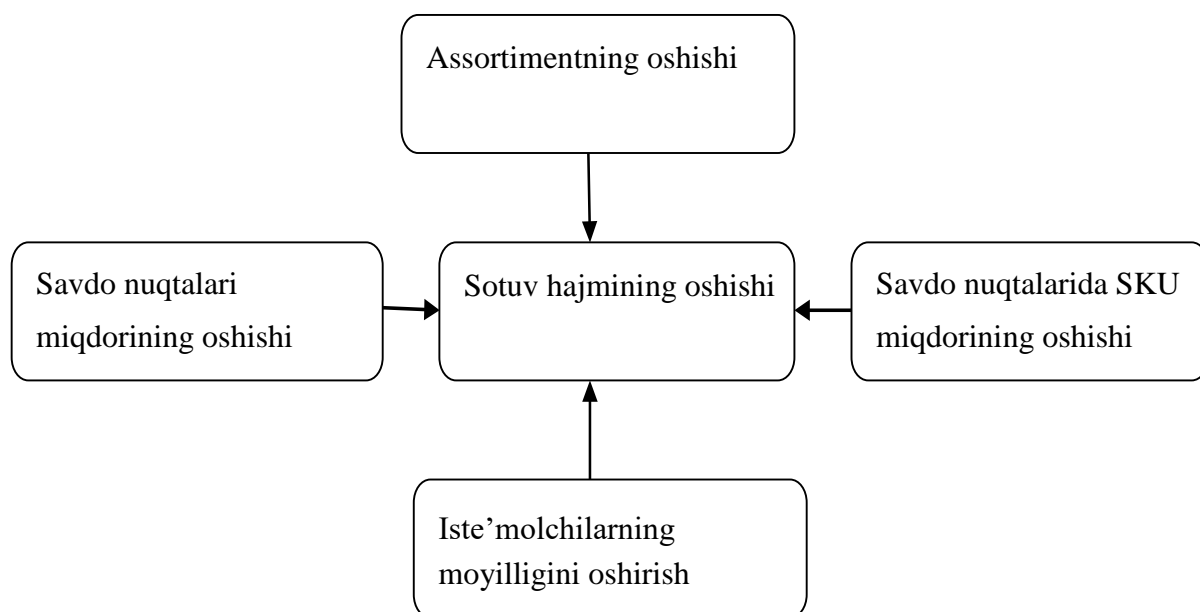 Assortimentning oshishi
Savdo nuqtalari
miqdorining oshishi
Sotuv hajmining oshishi
Savdo nuqtalarida SKU
miqdorining oshishi
Iste’molchilarning
moyilligini oshirish